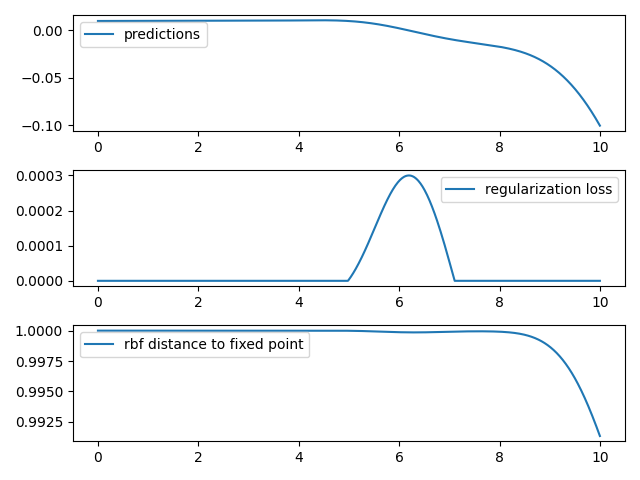 0.00
−0.05
−0.10
predictions
0 2 4 6 8 10
0.0003
0.0002
0.0001
0.0000
regularization loss
0 2 4 6 8 10
1.0000
0.9975
0.9950
0.9925
rbf distance to fixed point
0 2 4 6 8 10